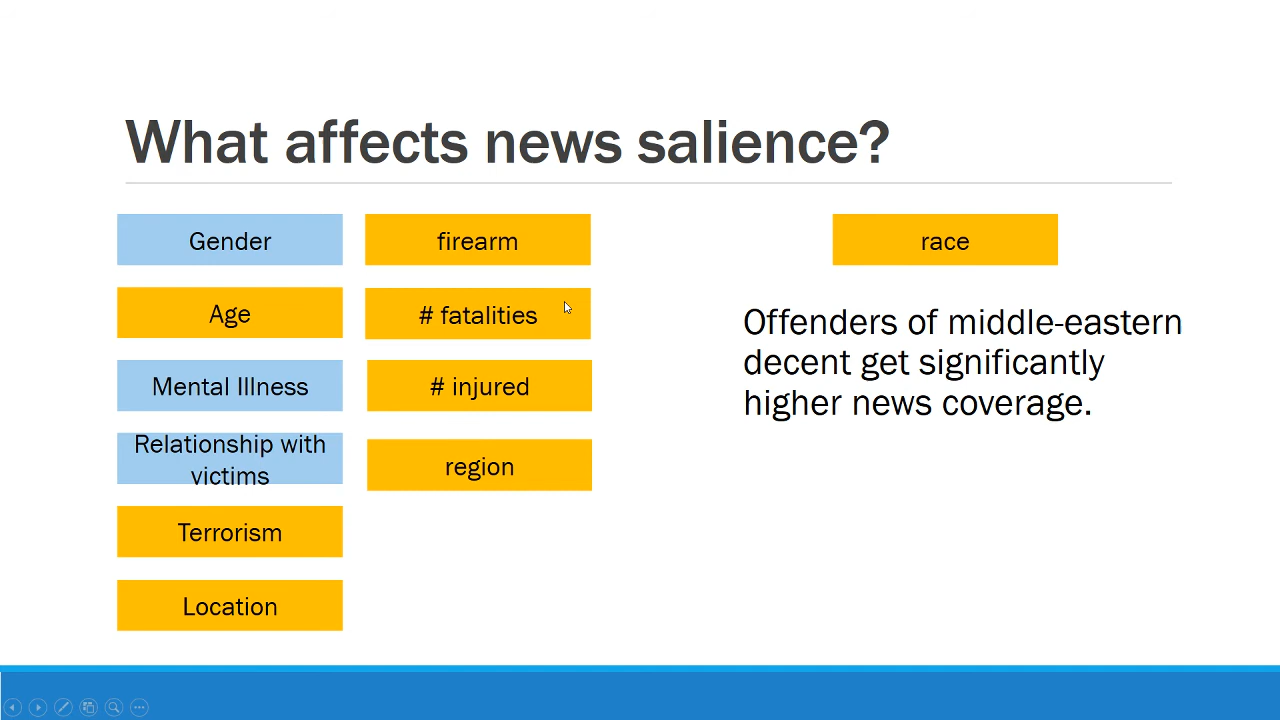 What affects news salience?
Gender
Age
Mental Illness
Relationship with
victims
Terrorism
Location
firearm
# fatalities
# injured
region
race
Offenders of middle-eastern
decent get significantly
higher news coverage.